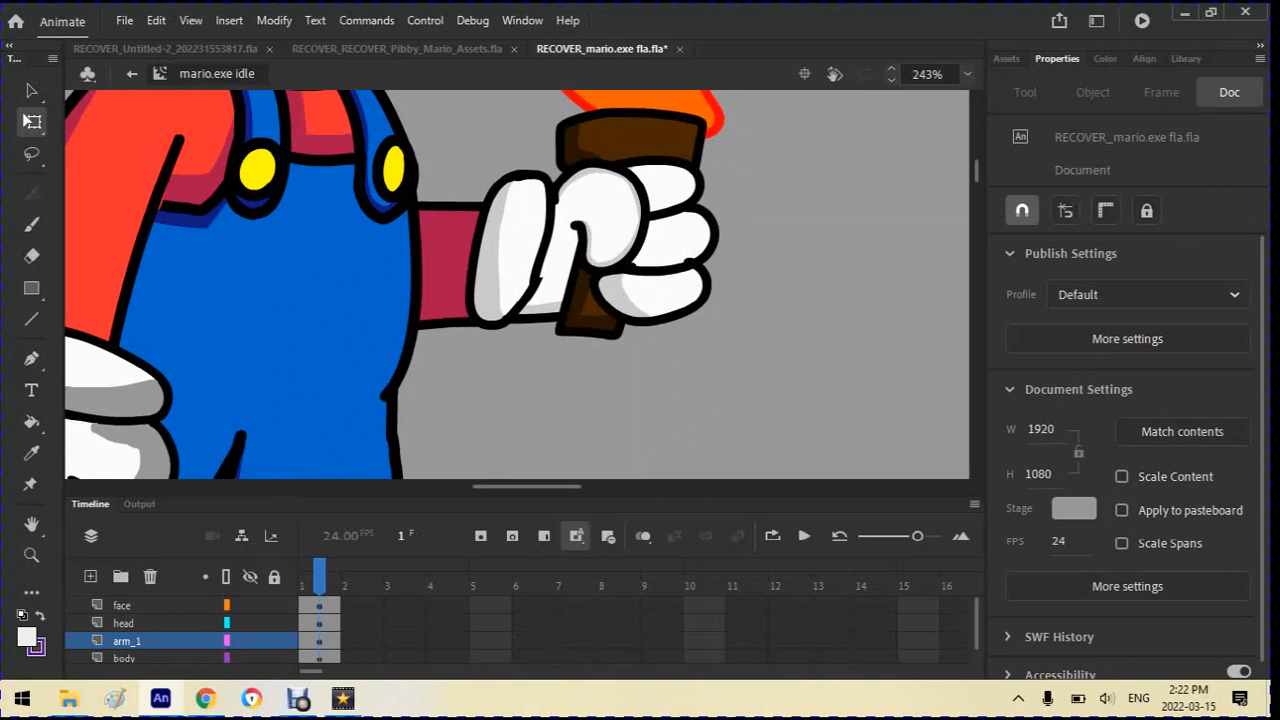 Animate File Edit View Insert Modify Text Commands Control Debug Window Help
RECOVER_Untitled-2_202231553817.fla × RECOVER_RECOVER_Pibby_Mario_Assets.fla × RECOVER_mario.exe fla.fla* ×
T... Assets Properties Color Align Library
mario.exe idle 243%
Tool Object Frame Doc
An RECOVER_mario.exe fla.fla
Document
Publish Settings
Profile Default
More settings
Document Settings
W 1920 Match contents
H 1080 Scale Content
Stage Apply to pasteboard
FPS 24 Scale Spans
More settings
SWF History
Accessibility
Timeline Output
24.00 FPS 1 F
1 2 3 4 5 6 7 8 9 10 11 12 13 14 15 16
face
head
arm_1
body
An ENG 2:22 PM
2022-03-15